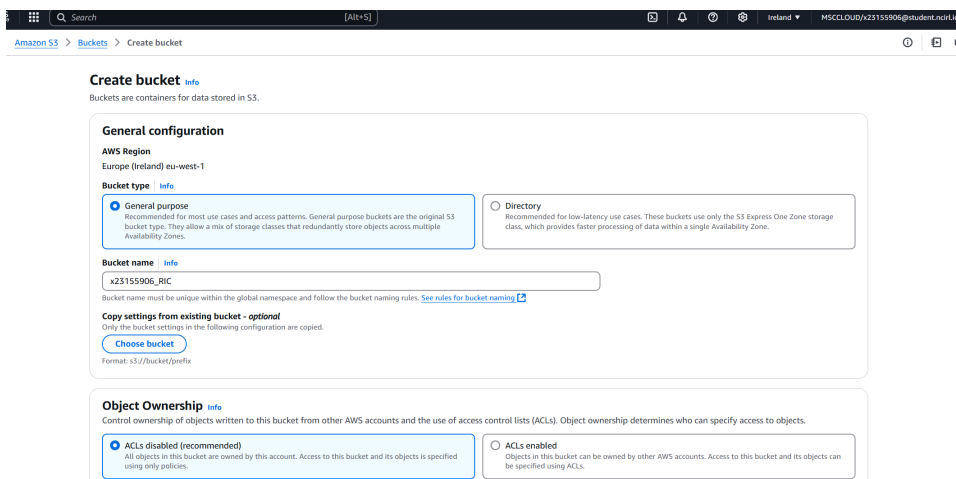 Search [Alt+S] Ireland ▼ MSCCLOUD/x23155906@student.ncirl.i
Amazon S3 > Buckets > Create bucket
Create bucket Info
Buckets are containers for data stored in S3.
General configuration
AWS Region
Europe (Ireland) eu-west-1
Bucket type Info
General purpose
Recommended for most use cases and access patterns. General purpose buckets are the original S3
bucket type. They allow a mix of storage classes that redundantly store objects across multiple
Availability Zones.
Directory
Recommended for low-latency use cases. These buckets use only the S3 Express One Zone storage
class, which provides faster processing of data within a single Availability Zone.
Bucket name Info
x23155906_RIC
Bucket name must be unique within the global namespace and follow the bucket naming rules. See rules for bucket naming
Copy settings from existing bucket - optional
Only the bucket settings in the following configuration are copied.
Choose bucket
Format: s3://bucket/prefix
Object Ownership Info
Control ownership of objects written to this bucket from other AWS accounts and the use of access control lists (ACLs). Object ownership determines who can specify access to objects.
ACLs disabled (recommended)
All objects in this bucket are owned by this account. Access to this bucket and its objects is specified
using only policies.
ACLs enabled
Objects in this bucket can be owned by other AWS accounts. Access to this bucket and its objects can
be specified using ACLs.